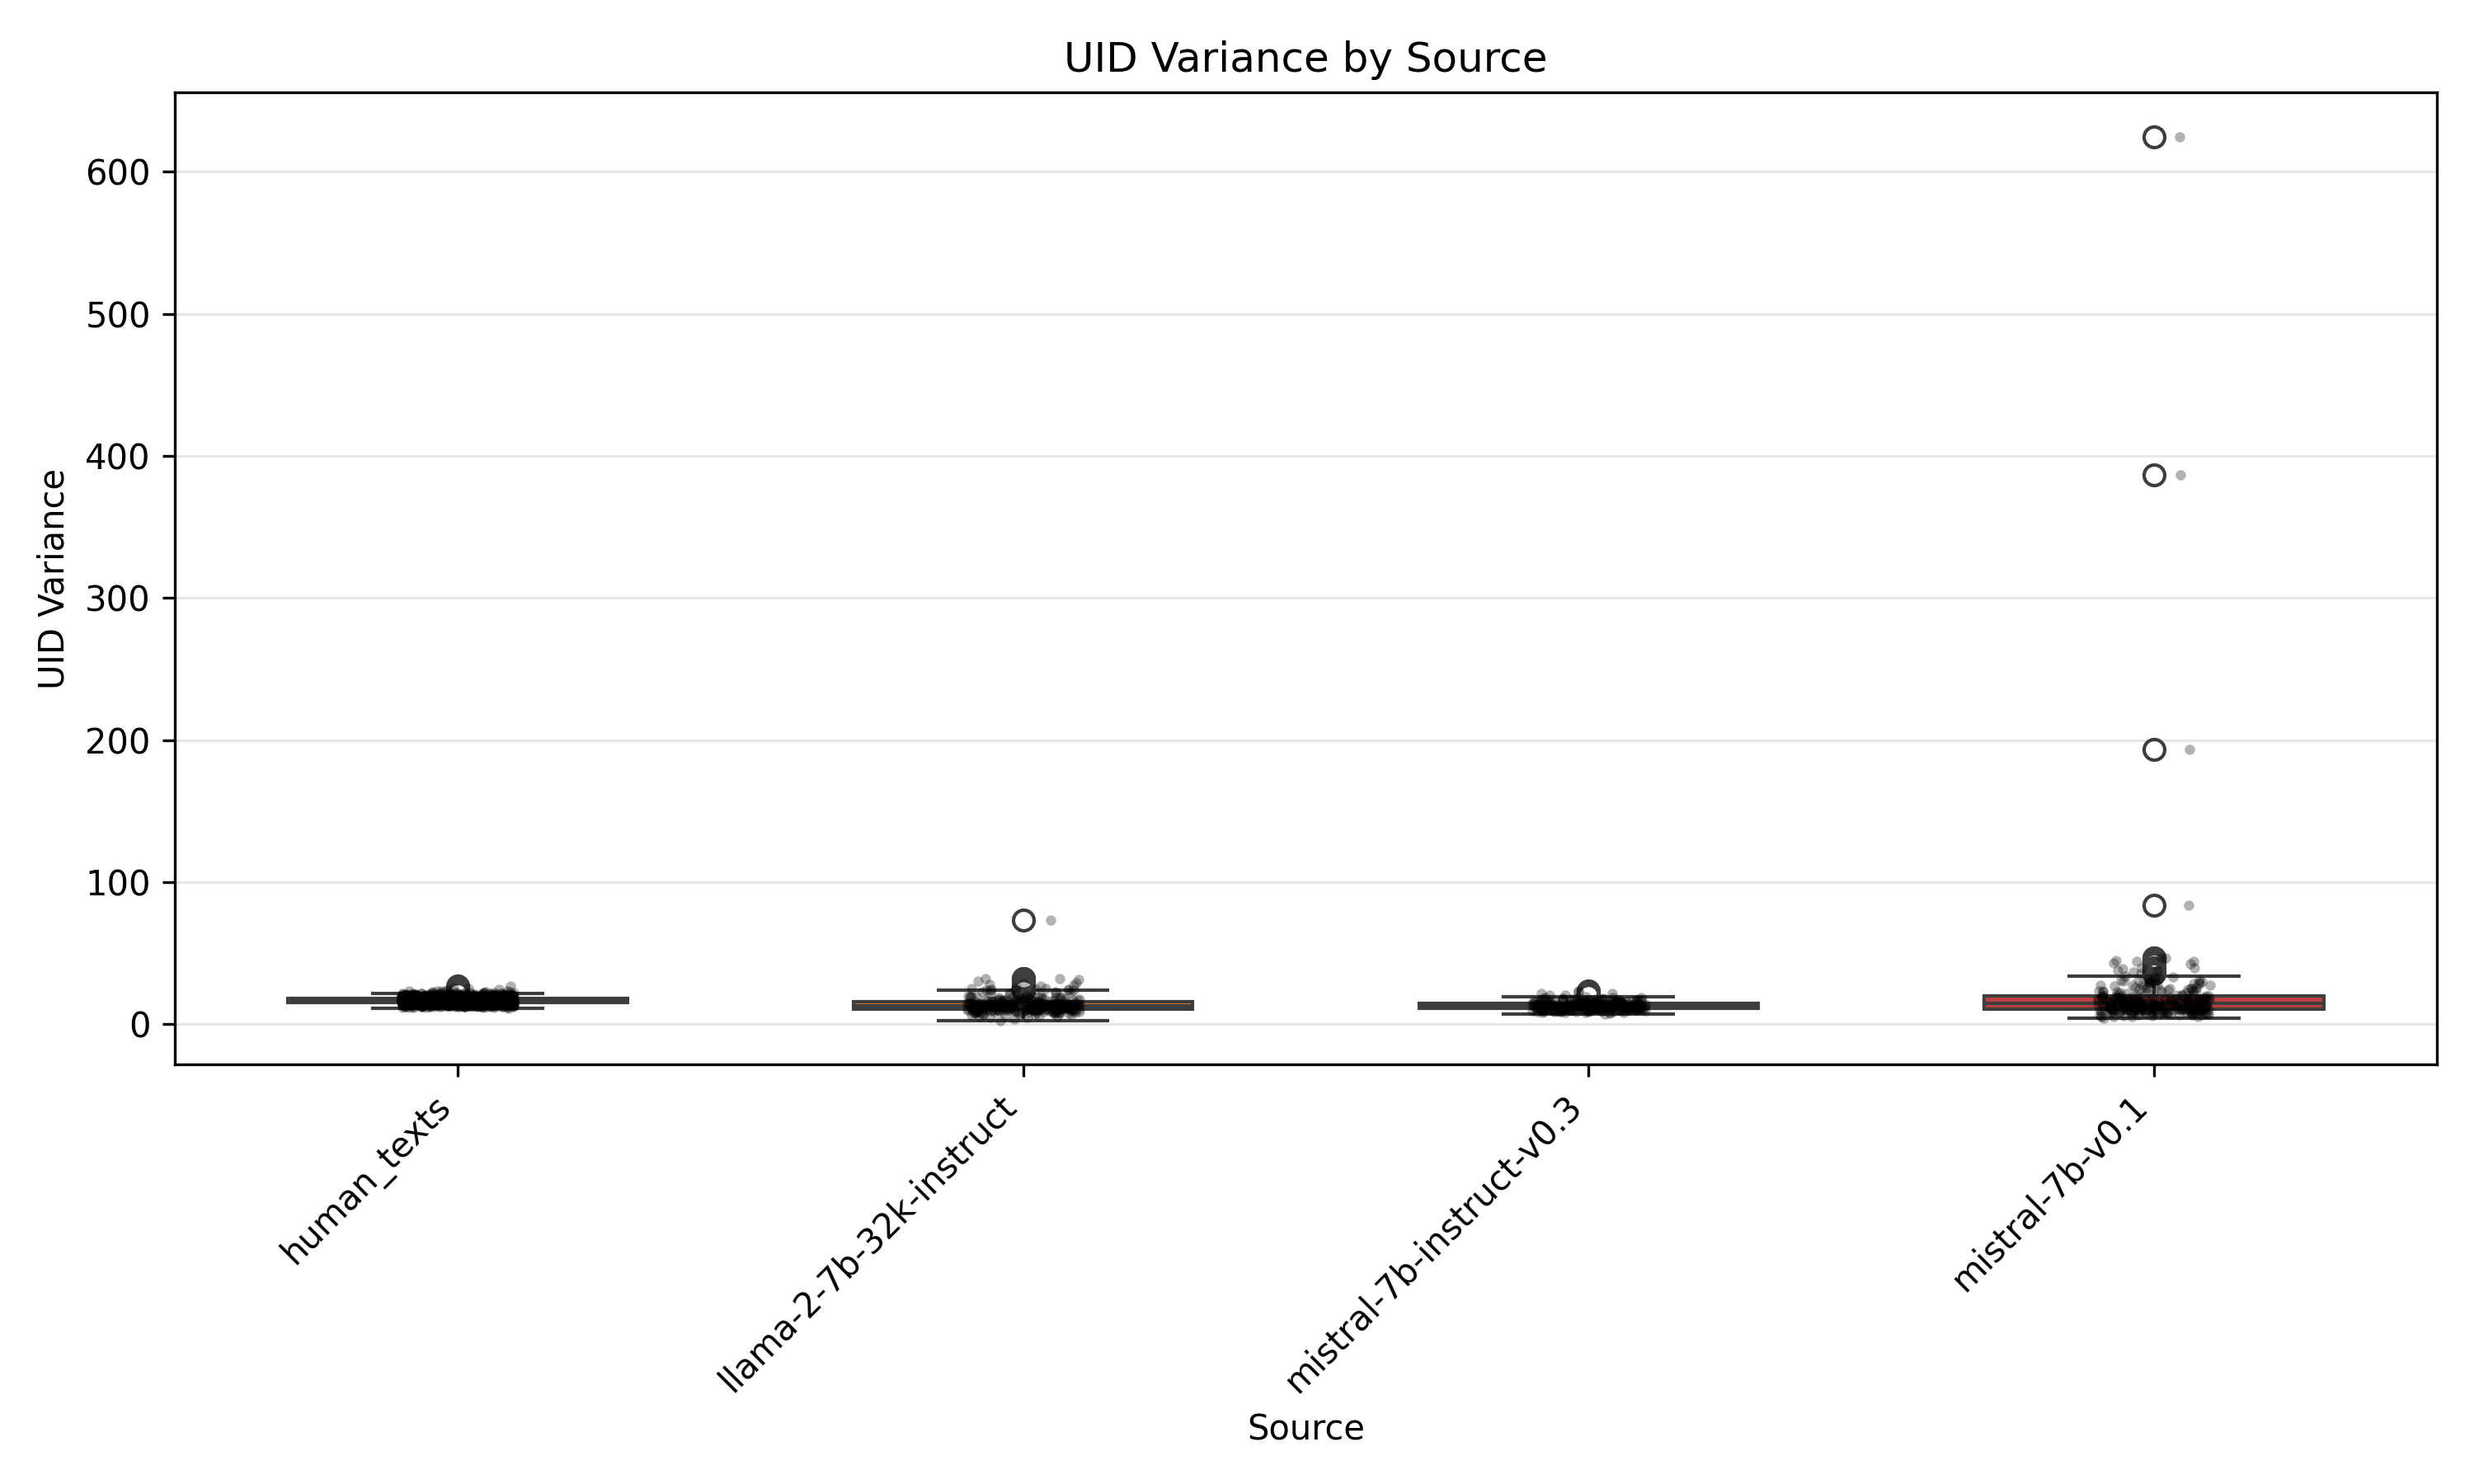 UID Variance by Source
UID Variance
600
500
400
300
200
100
0
human_texts
llama-2-7b-32k-instruct
mistral-7b-instruct-v0.3
mistral-7b-v0.1
Source